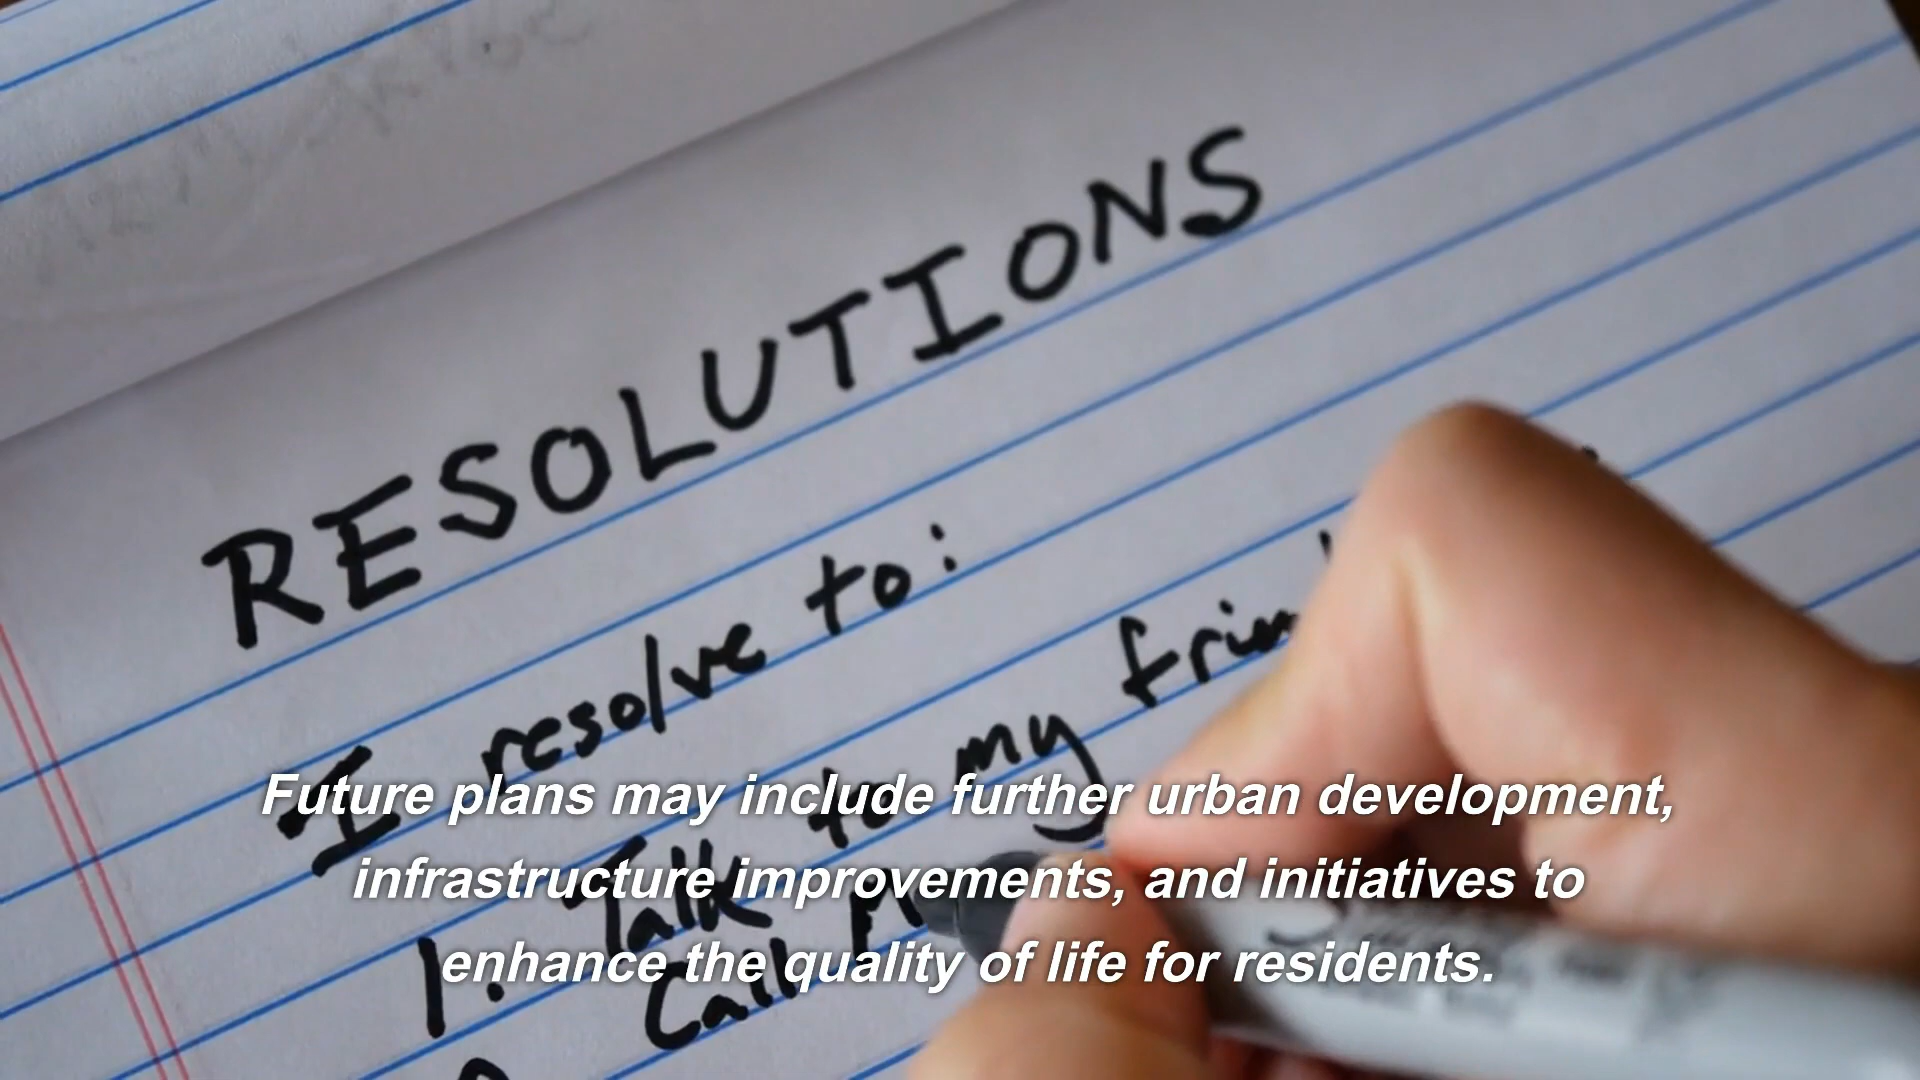 RESOLUTIONS
I resolve to:
1. Talk to my
Call
Future plans may include further urban development,
infrastructure improvements, and initiatives to
enhance the quality of life for residents.